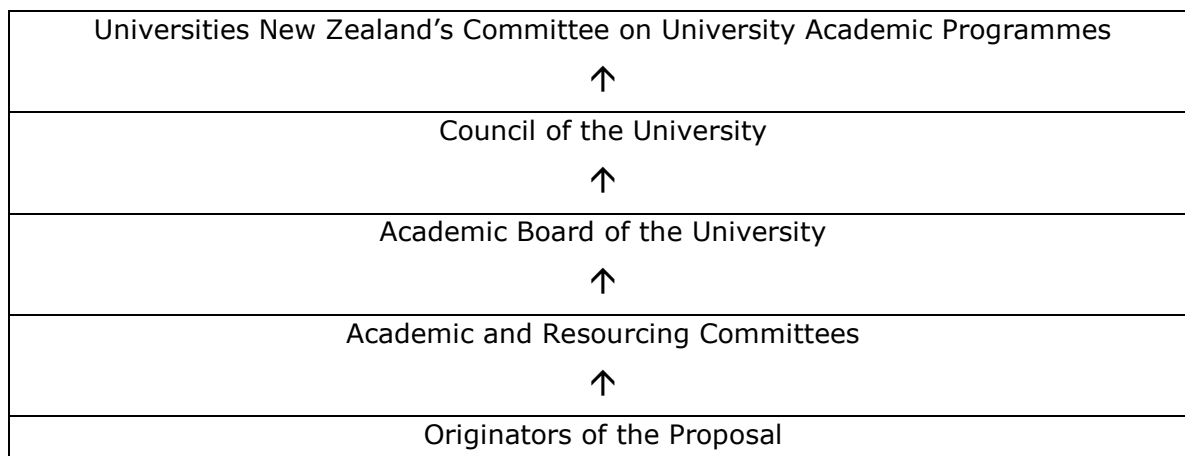 Universities New Zealand’s Committee on University Academic Programmes
↑
Council of the University
↑
Academic Board of the University
↑
Academic and Resourcing Committees
↑
Originators of the Proposal